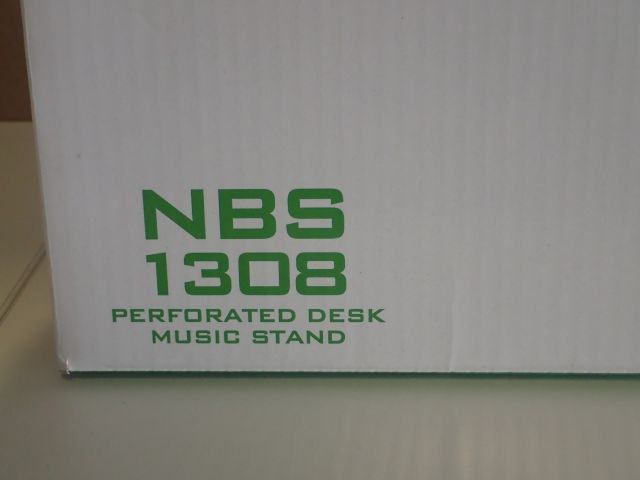 NBS
1308
PERFORATED DESK
MUSIC STAND